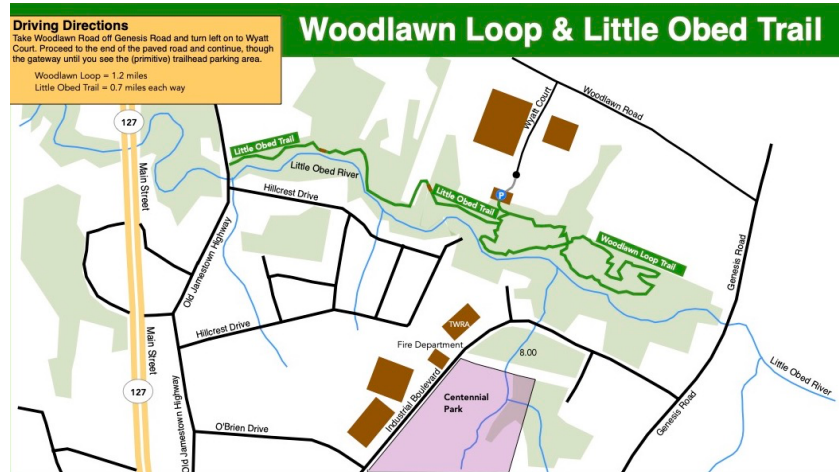 Driving Directions
Take Woodlawn Road off Genesis Road and turn left on to Wyatt
Court. Proceed to the end of the paved road and continue, though
the gateway until you see the (primitive) trailhead parking area.
Woodlawn Loop = 1.2 miles
Little Obed Trail = 0.7 miles each way
Woodlawn Loop & Little Obed Trail
127
Main Street
Little Obed Trail
Little Obed River
Hillcrest Drive
Old Jamestown Highway
Wyatt Court
Woodlawn Road
P
Little Obed Trail
Woodlawn Loop Trail
Genesis Road
Hillcrest Drive
Main Street
127
TWRA
Fire Department
8.00
Industrial Boulevard
Centennial
Park
O'Brien Drive
Old Jamestown Highway
Genesis Road
Little Obed River